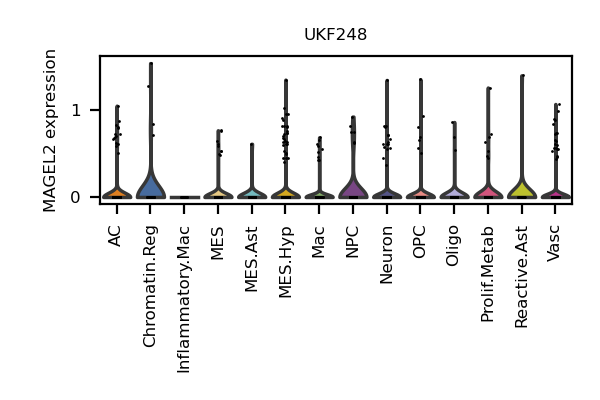 UKF248
MAGEL2 expression
1
0
AC
Chromatin.Reg
Inflammatory.Mac
MES
MES.Ast
MES.Hyp
Mac
NPC
Neuron
OPC
Oligo
Prolif.Metab
Reactive.Ast
Vasc